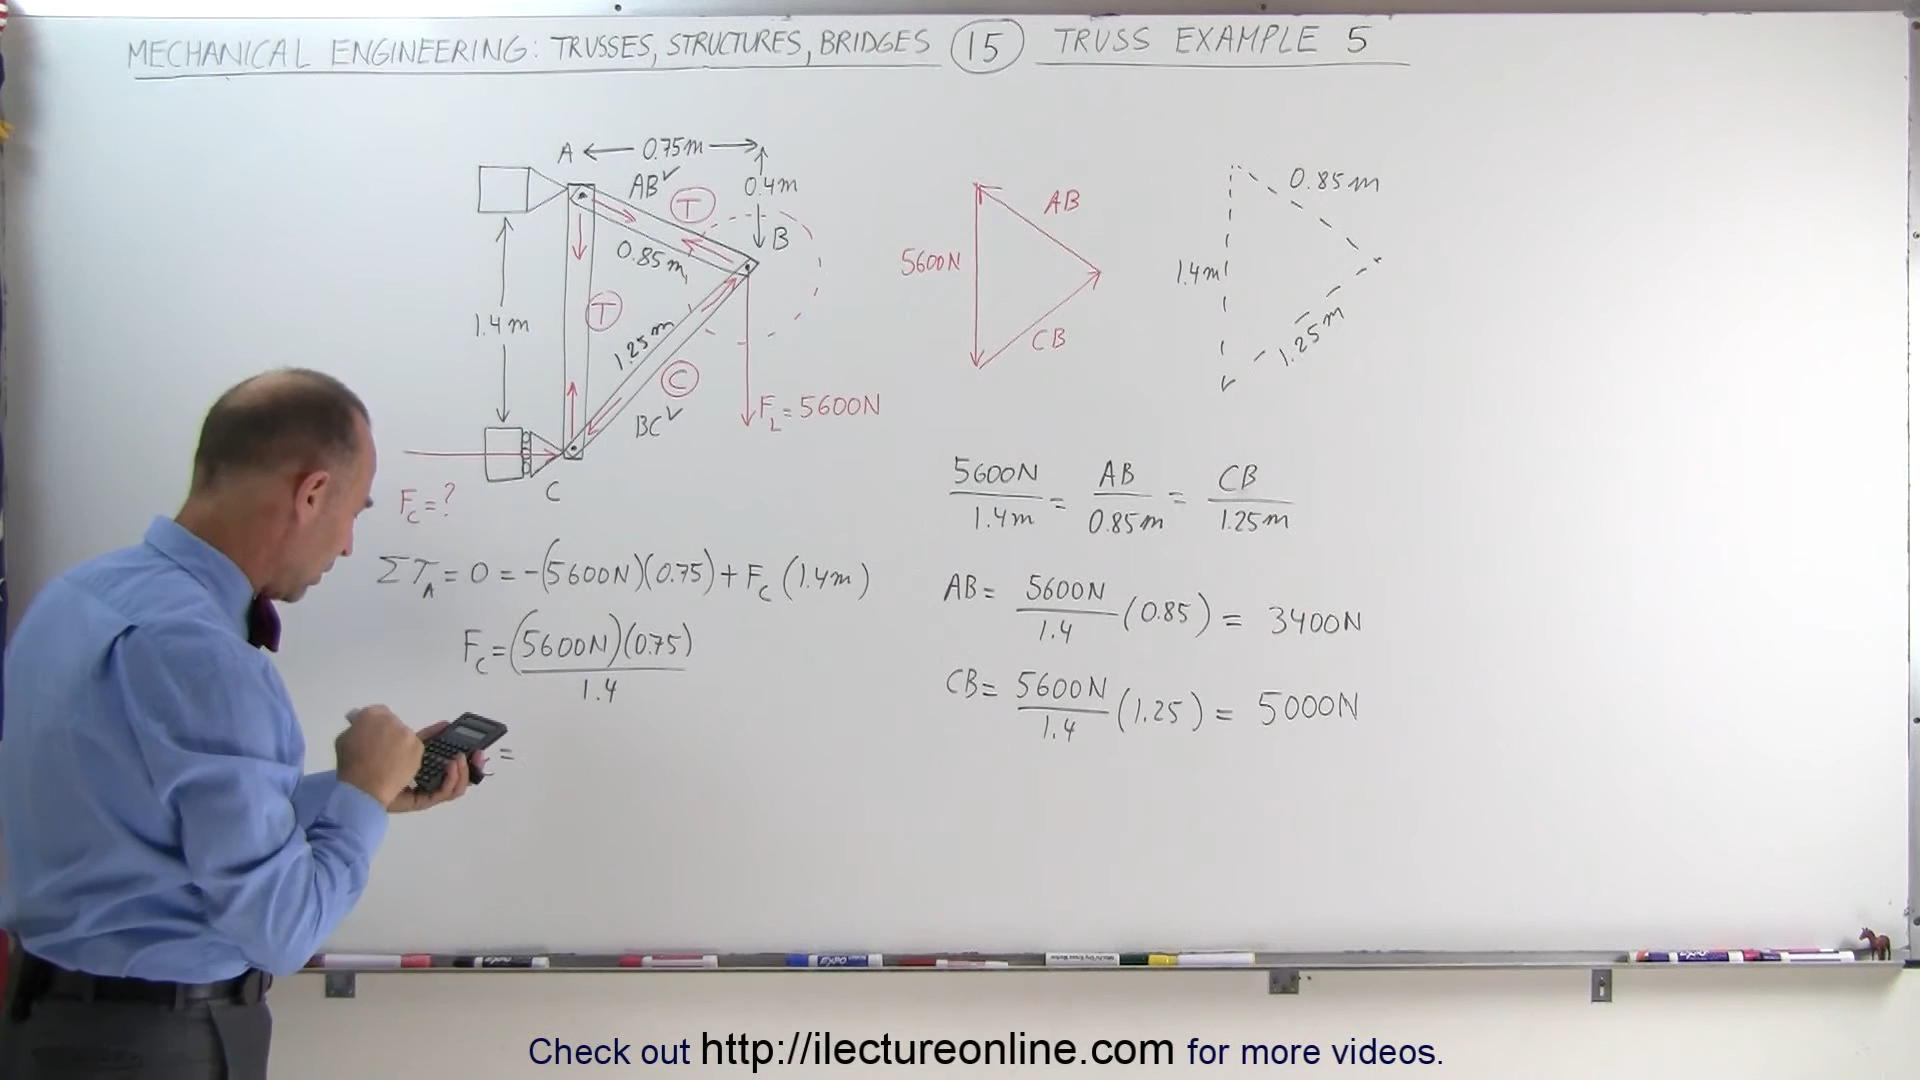 MECHANICAL ENGINEERING: TRUSSES, STRUCTURES, BRIDGES 15 TRUSS EXAMPLE 5
A 0.75m
AB✓
T
0.4m
B
0.85m
1.4m
T
1.25m
C
BC✓
F_L = 5600N
C
F_C = ?
5600N
AB
CB
0.85m
1.4m
1.25m
ΣT_A = 0 = -(5600N)(0.75) + F_C (1.4m)
F_C = (5600N)(0.75)
1.4
=
5600N/1.4m = AB/0.85m = CB/1.25m
AB = 5600N/1.4 (0.85) = 3400N
CB = 5600N/1.4 (1.25) = 5000N
Check out http://ilectureonline.com for more videos.